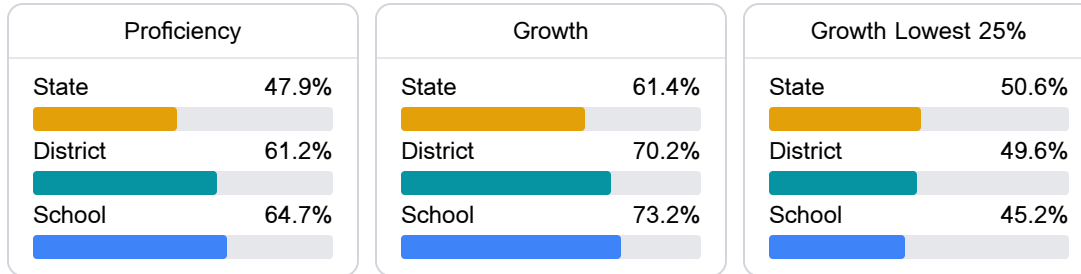 Proficiency
State 47.9%
District 61.2%
School 64.7%
Growth
State 61.4%
District 70.2%
School 73.2%
Growth Lowest 25%
State 50.6%
District 49.6%
School 45.2%